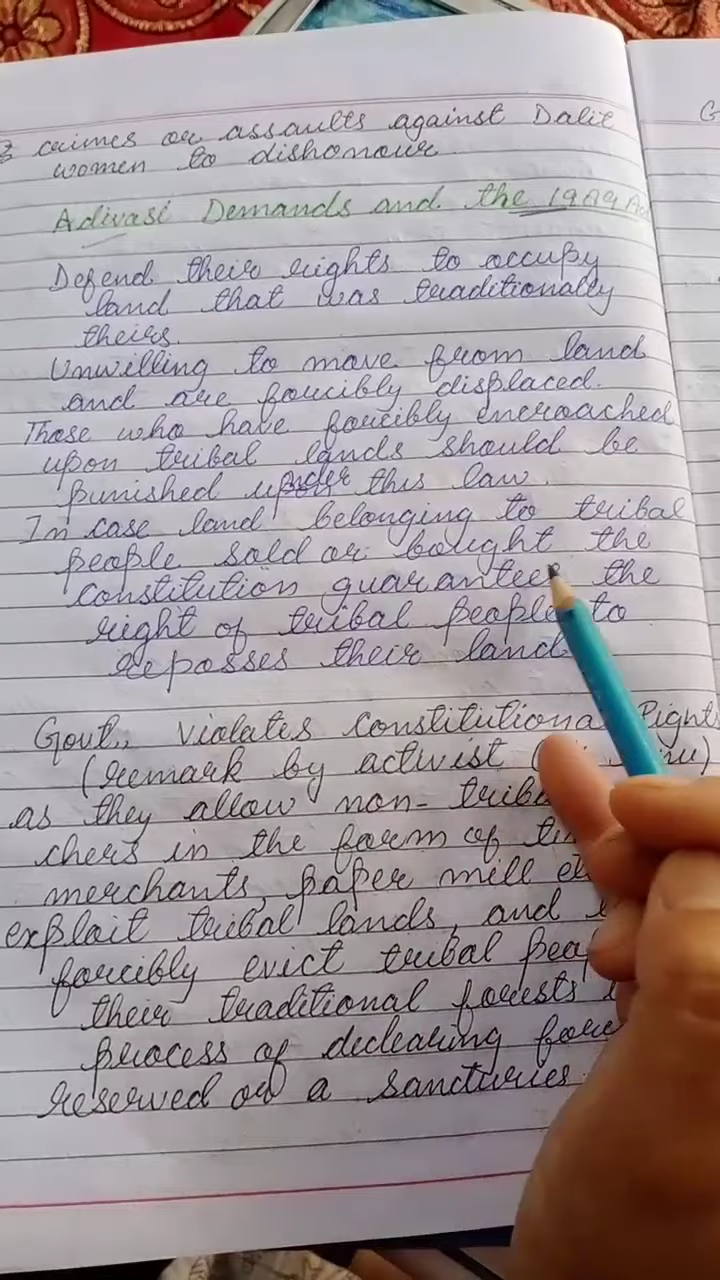 3 crimes or assaults against Dalit
women to dishonour
Adivasi Demands and the 1989
Defend their rights to occupy
land that was traditionally
theirs.
Unwilling to move from land
and are forcibly displaced.
Those who have forcibly encroached
upon tribal lands should be
punished under this law.
In case land belonging to tribal
people sold or bought the
constitution guarantees the
right of tribal people to
reposses their land
Govt., violates Constitutional Rights
(remark by activist
as they allow non-
chers in the form of
merchants, paper mill
exploit tribal lands, and
forcibly evict tribal
their traditional forests
process of declearing
reserved or a sancturies